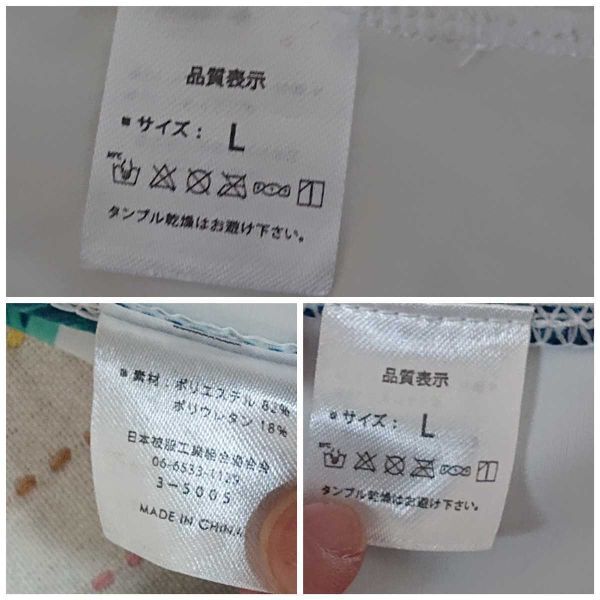 品質表示
■ サイズ: L
タンブル乾燥はお避け下さい。
■ 素材: ポリエステル 82%
ポリウレタン 18%
日本被服工業組合連合会
06-6533-1129
3-5005
MADE IN CHINA
品質表示
■ サイズ: L
タンブル乾燥はお避け下さい。